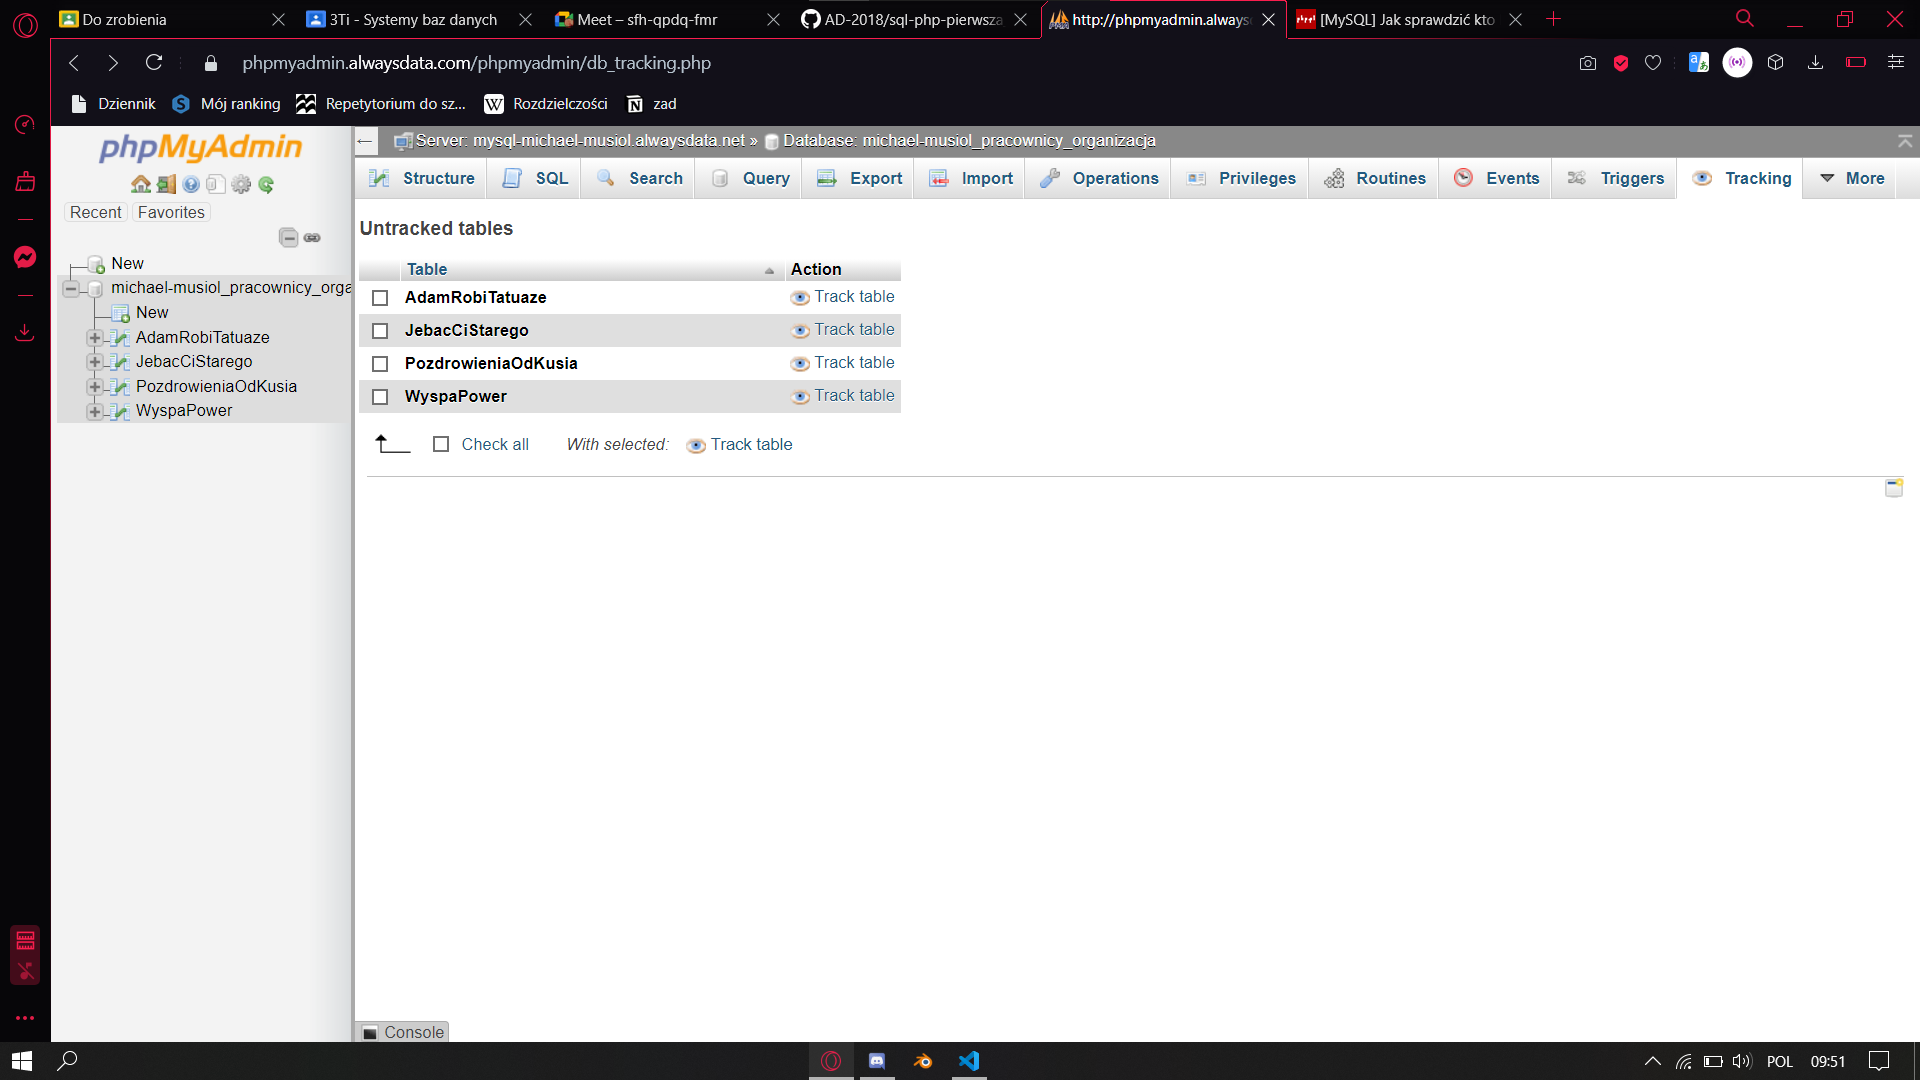 Do zrobienia
3Ti - Systemy baz danych
Meet – sfh-qpdq-fmr
AD-2018/sql-php-pierwsza
http://phpmyadmin.always
[MySQL] Jak sprawdzić kto
phpmyadmin.alwaysdata.com/phpmyadmin/db_tracking.php
Dziennik
Mój ranking
Repetytorium do sz...
Rozdzielczości
zad
phpMyAdmin
Recent
Favorites
New
michael-musiol_pracownicy_orga
New
AdamRobiTatuaze
JebacCiStarego
PozdrowieniaOdKusia
WyspaPower
Server: mysql-michael-musiol.alwaysdata.net » Database: michael-musiol_pracownicy_organizacja
Structure
SQL
Search
Query
Export
Import
Operations
Privileges
Routines
Events
Triggers
Tracking
More
Untracked tables
Table Action
AdamRobiTatuaze Track table
JebacCiStarego Track table
PozdrowieniaOdKusia Track table
WyspaPower Track table
Check all With selected: Track table
Console
POL
09:51